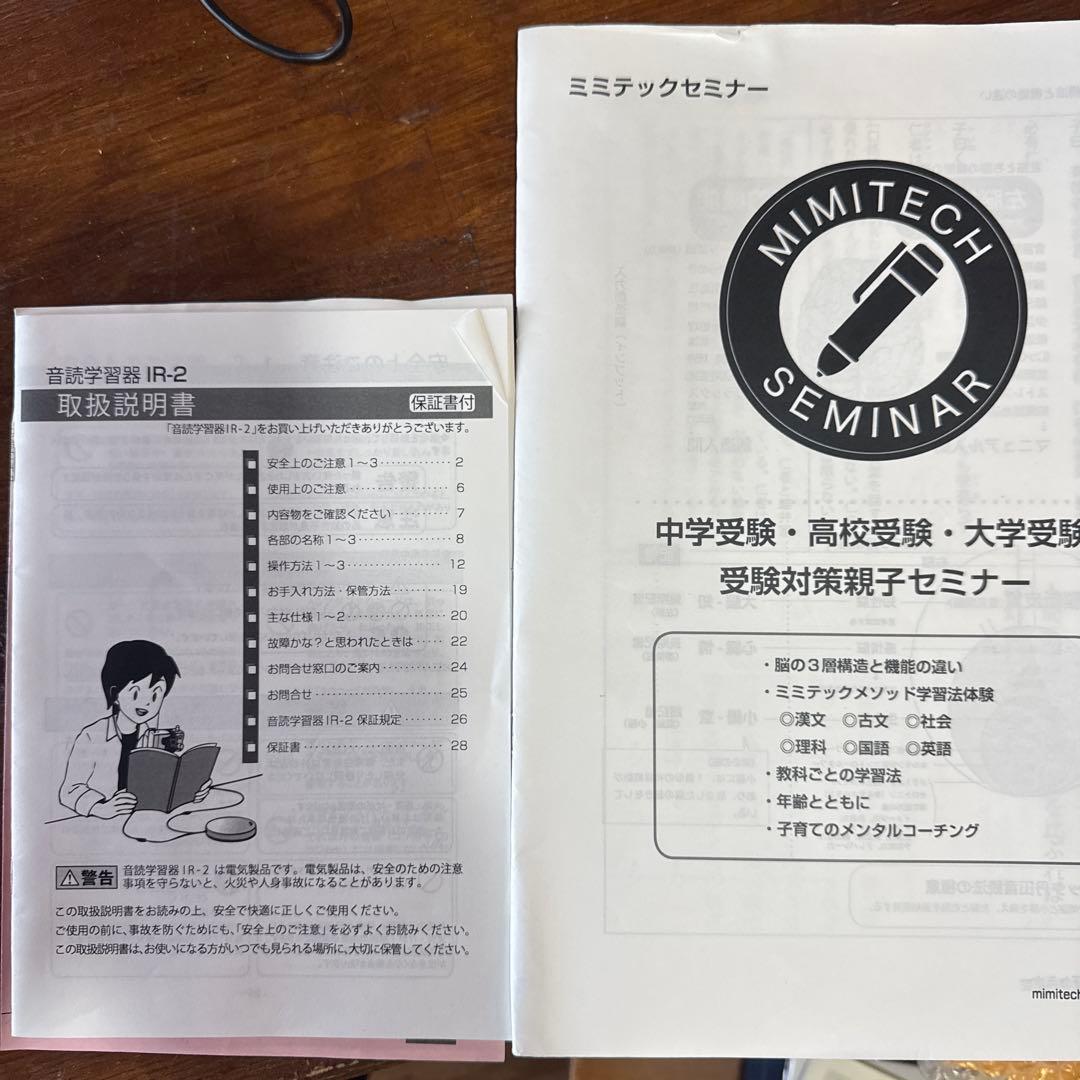 音読学習器 IR-2
取扱説明書 保証書付
「音読学習器IR-2」をお買い上げいただきありがとうございます。
安全上のご注意1〜3 ············· 2
使用上のご注意 ·················· 6
内容物をご確認ください ·········· 7
各部の名称1〜3 ················· 8
操作方法1〜3 ·················· 12
お手入れ方法・保管方法 ········· 19
主な仕様1〜2 ·················· 20
故障かな?と思われたときは ····· 22
お問合せ窓口のご案内 ··········· 24
お問合せ ························ 25
音読学習器 IR-2 保証規定 ······· 26
保証書 ·························· 28
警告 音読学習器 IR-2 は電気製品です。電気製品は、安全のための注意
事項を守らないと、火災や人身事故になることがあります。
この取扱説明書をお読みの上、安全で快適に正しくご使用ください。
ご使用の前に、事故を防ぐためにも、「安全上のご注意」を必ずよくお読みください。
この取扱説明書は、お使いになる方がいつでも見られる場所に、大切に保管してください。
ミミテックセミナー
MIMITECH
SEMINAR
中学受験・高校受験・大学受験
受験対策親子セミナー
・脳の3層構造と機能の違い
・ミミテックメソッド学習法体験
◎漢文 ◎古文 ◎社会
◎理科 ◎国語 ◎英語
・教科ごとの学習法
・年齢とともに
・子育てのメンタルコーチング
mimitech